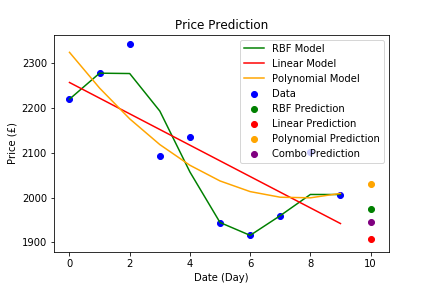 Price Prediction
RBF Model
Linear Model
Polynomial Model
Data
RBF Prediction
Linear Prediction
Polynomial Prediction
Combo Prediction
2300
2200
2100
2000
1900
Price (£)
0 2 4 6 8 10
Date (Day)